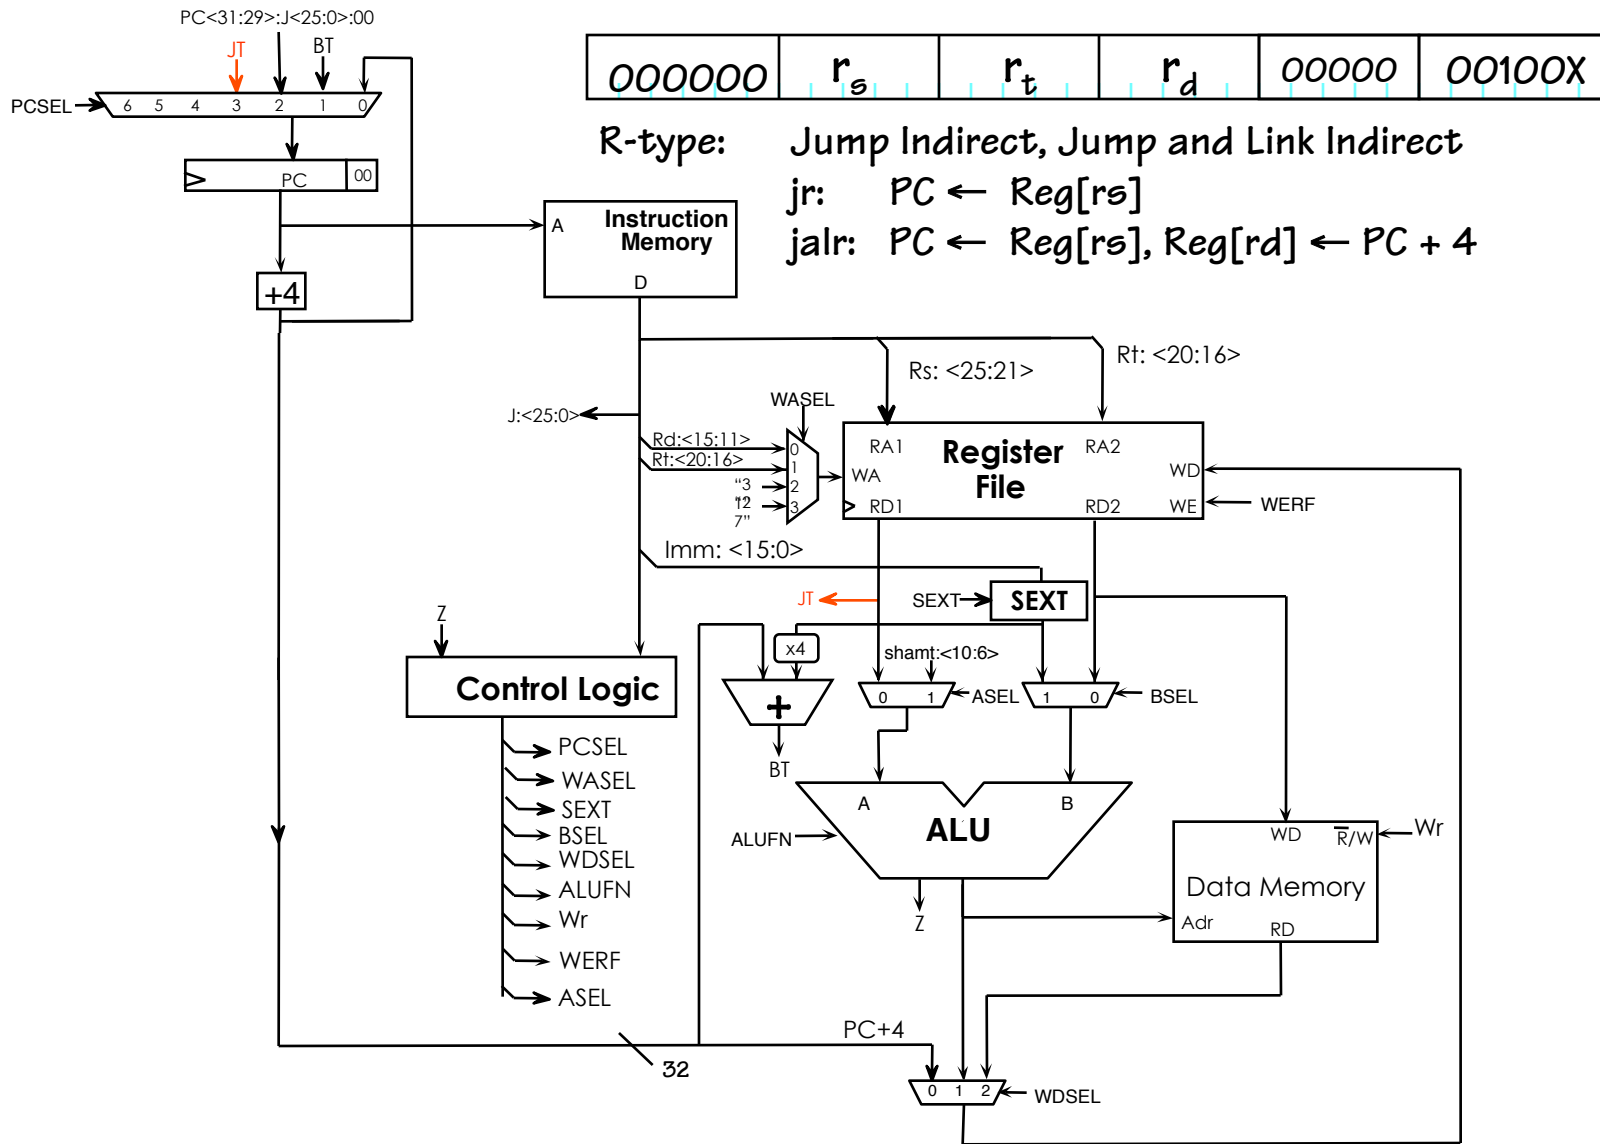 PC<31:29>:J<25:0>:00
JT
BT
PCSEL
6 5 4 3 2 1 0
PC
00
+4
000000 rs rt rd 00000 00100X
R-type: Jump Indirect, Jump and Link Indirect
jr: PC ← Reg[rs]
jalr: PC ← Reg[rs], Reg[rd] ← PC + 4
A
Instruction
Memory
D
Rs: <25:21>
Rt: <20:16>
J:<25:0>
WASEL
Rd:<15:11>
Rt:<20:16>
0
1
2
3
“3
7”
RA1
RA2
Register
File
WA
WD
RD1
RD2
WE
WERF
Imm: <15:0>
JT
SEXT
SEXT
Z
x4
shamt:<10:6>
Control Logic
+
0 1
ASEL
1 0
BSEL
BT
PCSEL
WASEL
SEXT
BSEL
WDSEL
ALUFN
Wr
WERF
ASEL
A
B
ALU
ALUFN
Z
WD
R/W
Wr
Data Memory
Adr
RD
PC+4
32
0 1 2
WDSEL